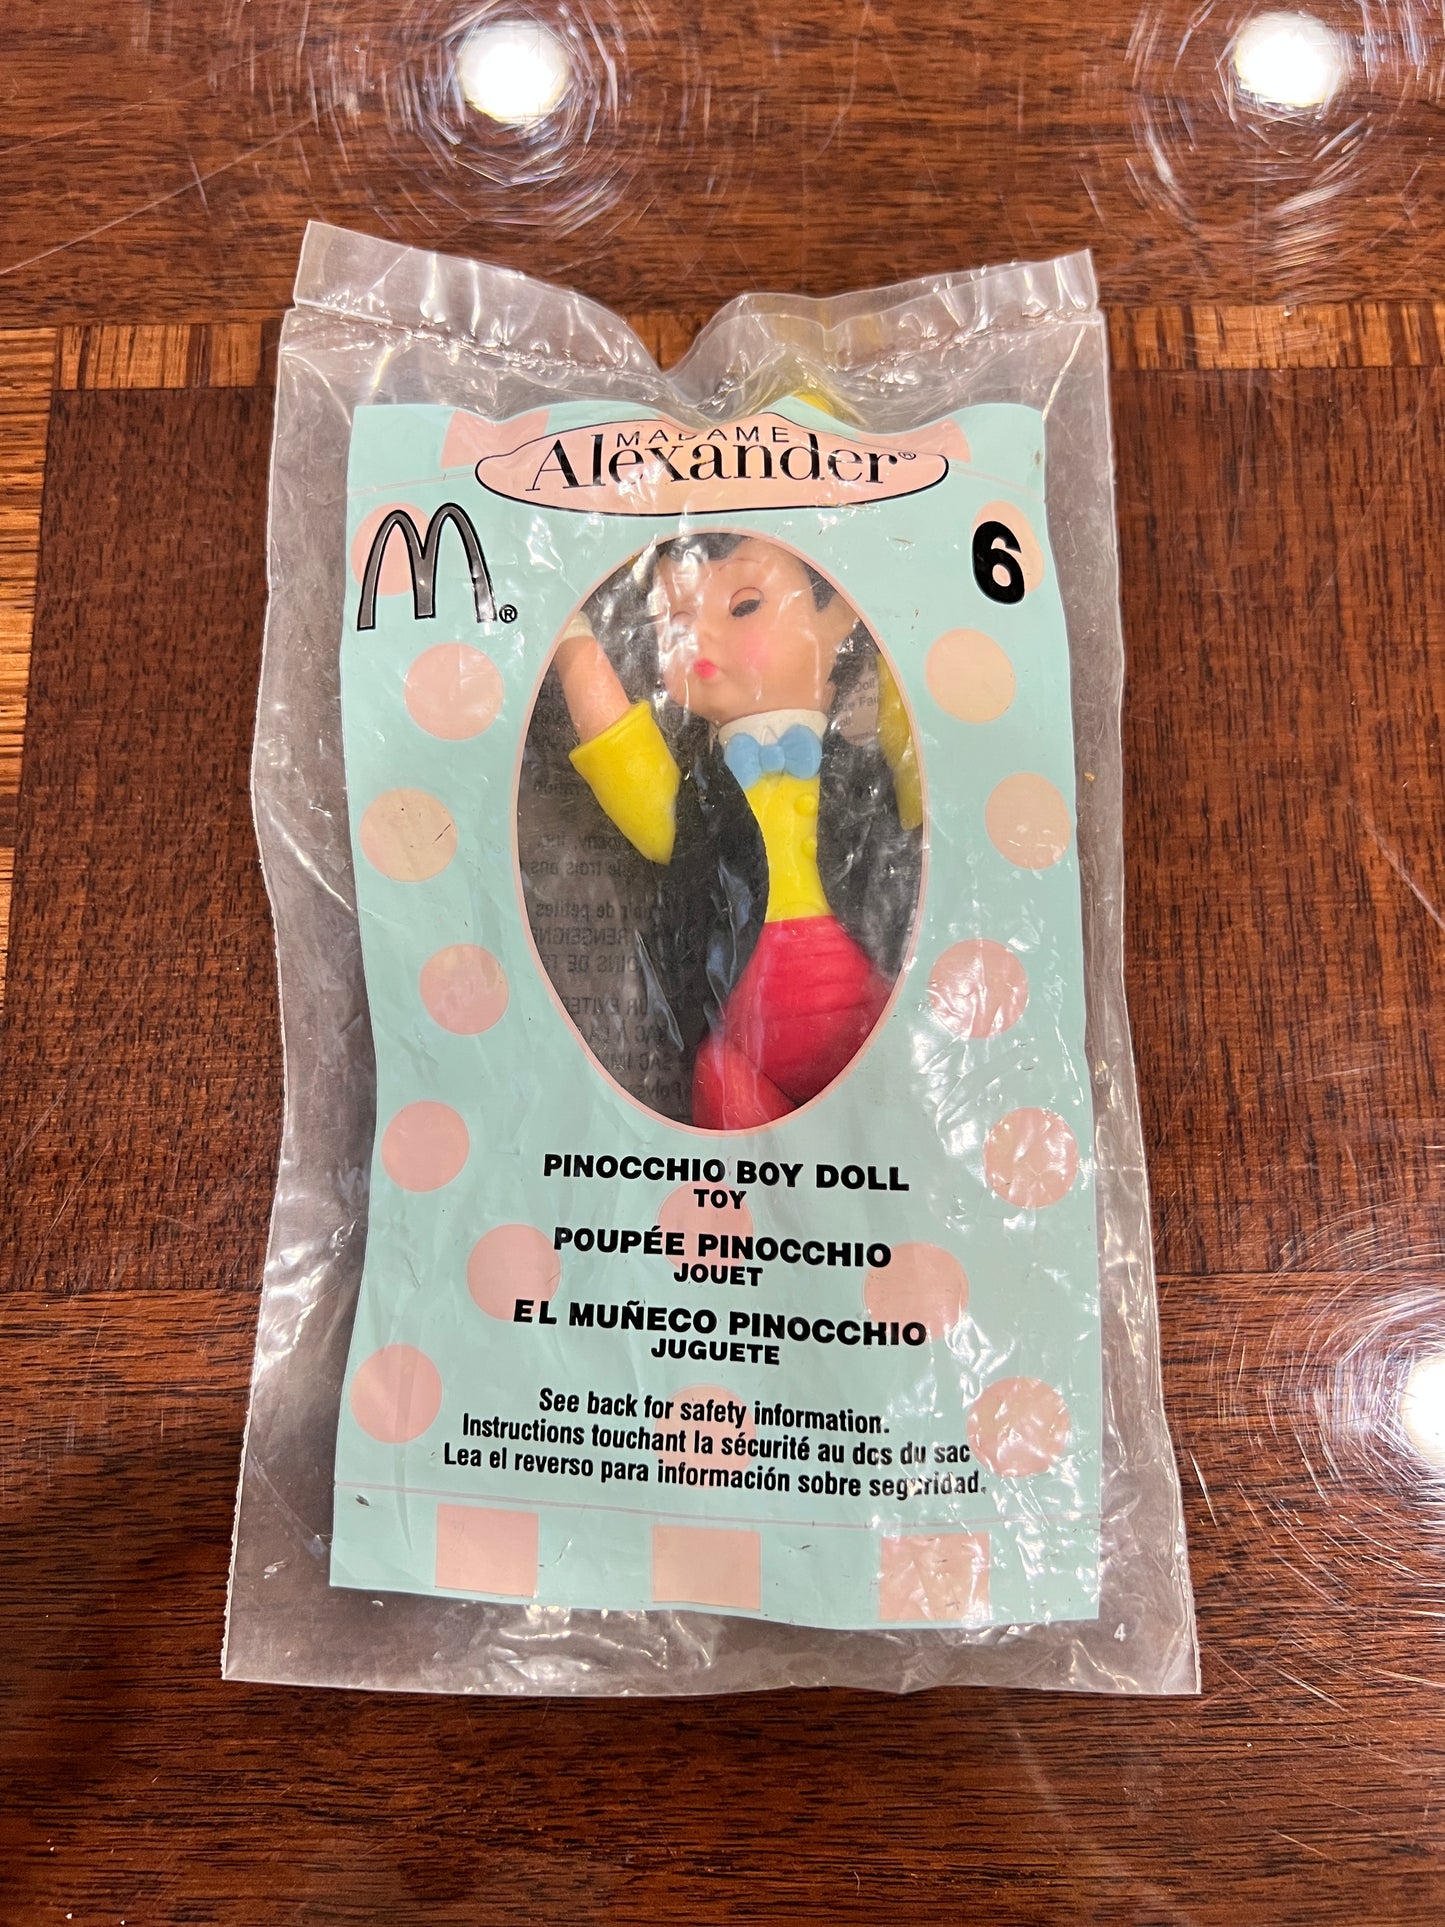 MADAME
Alexander®
M®
6
PINOCCHIO BOY DOLL
TOY
POUPÉE PINOCCHIO
JOUET
EL MUÑECO PINOCCHIO
JUGUETE
See back for safety information.
Instructions touchant la sécurité au dos du sac
Lea el reverso para información sobre seguridad.
4